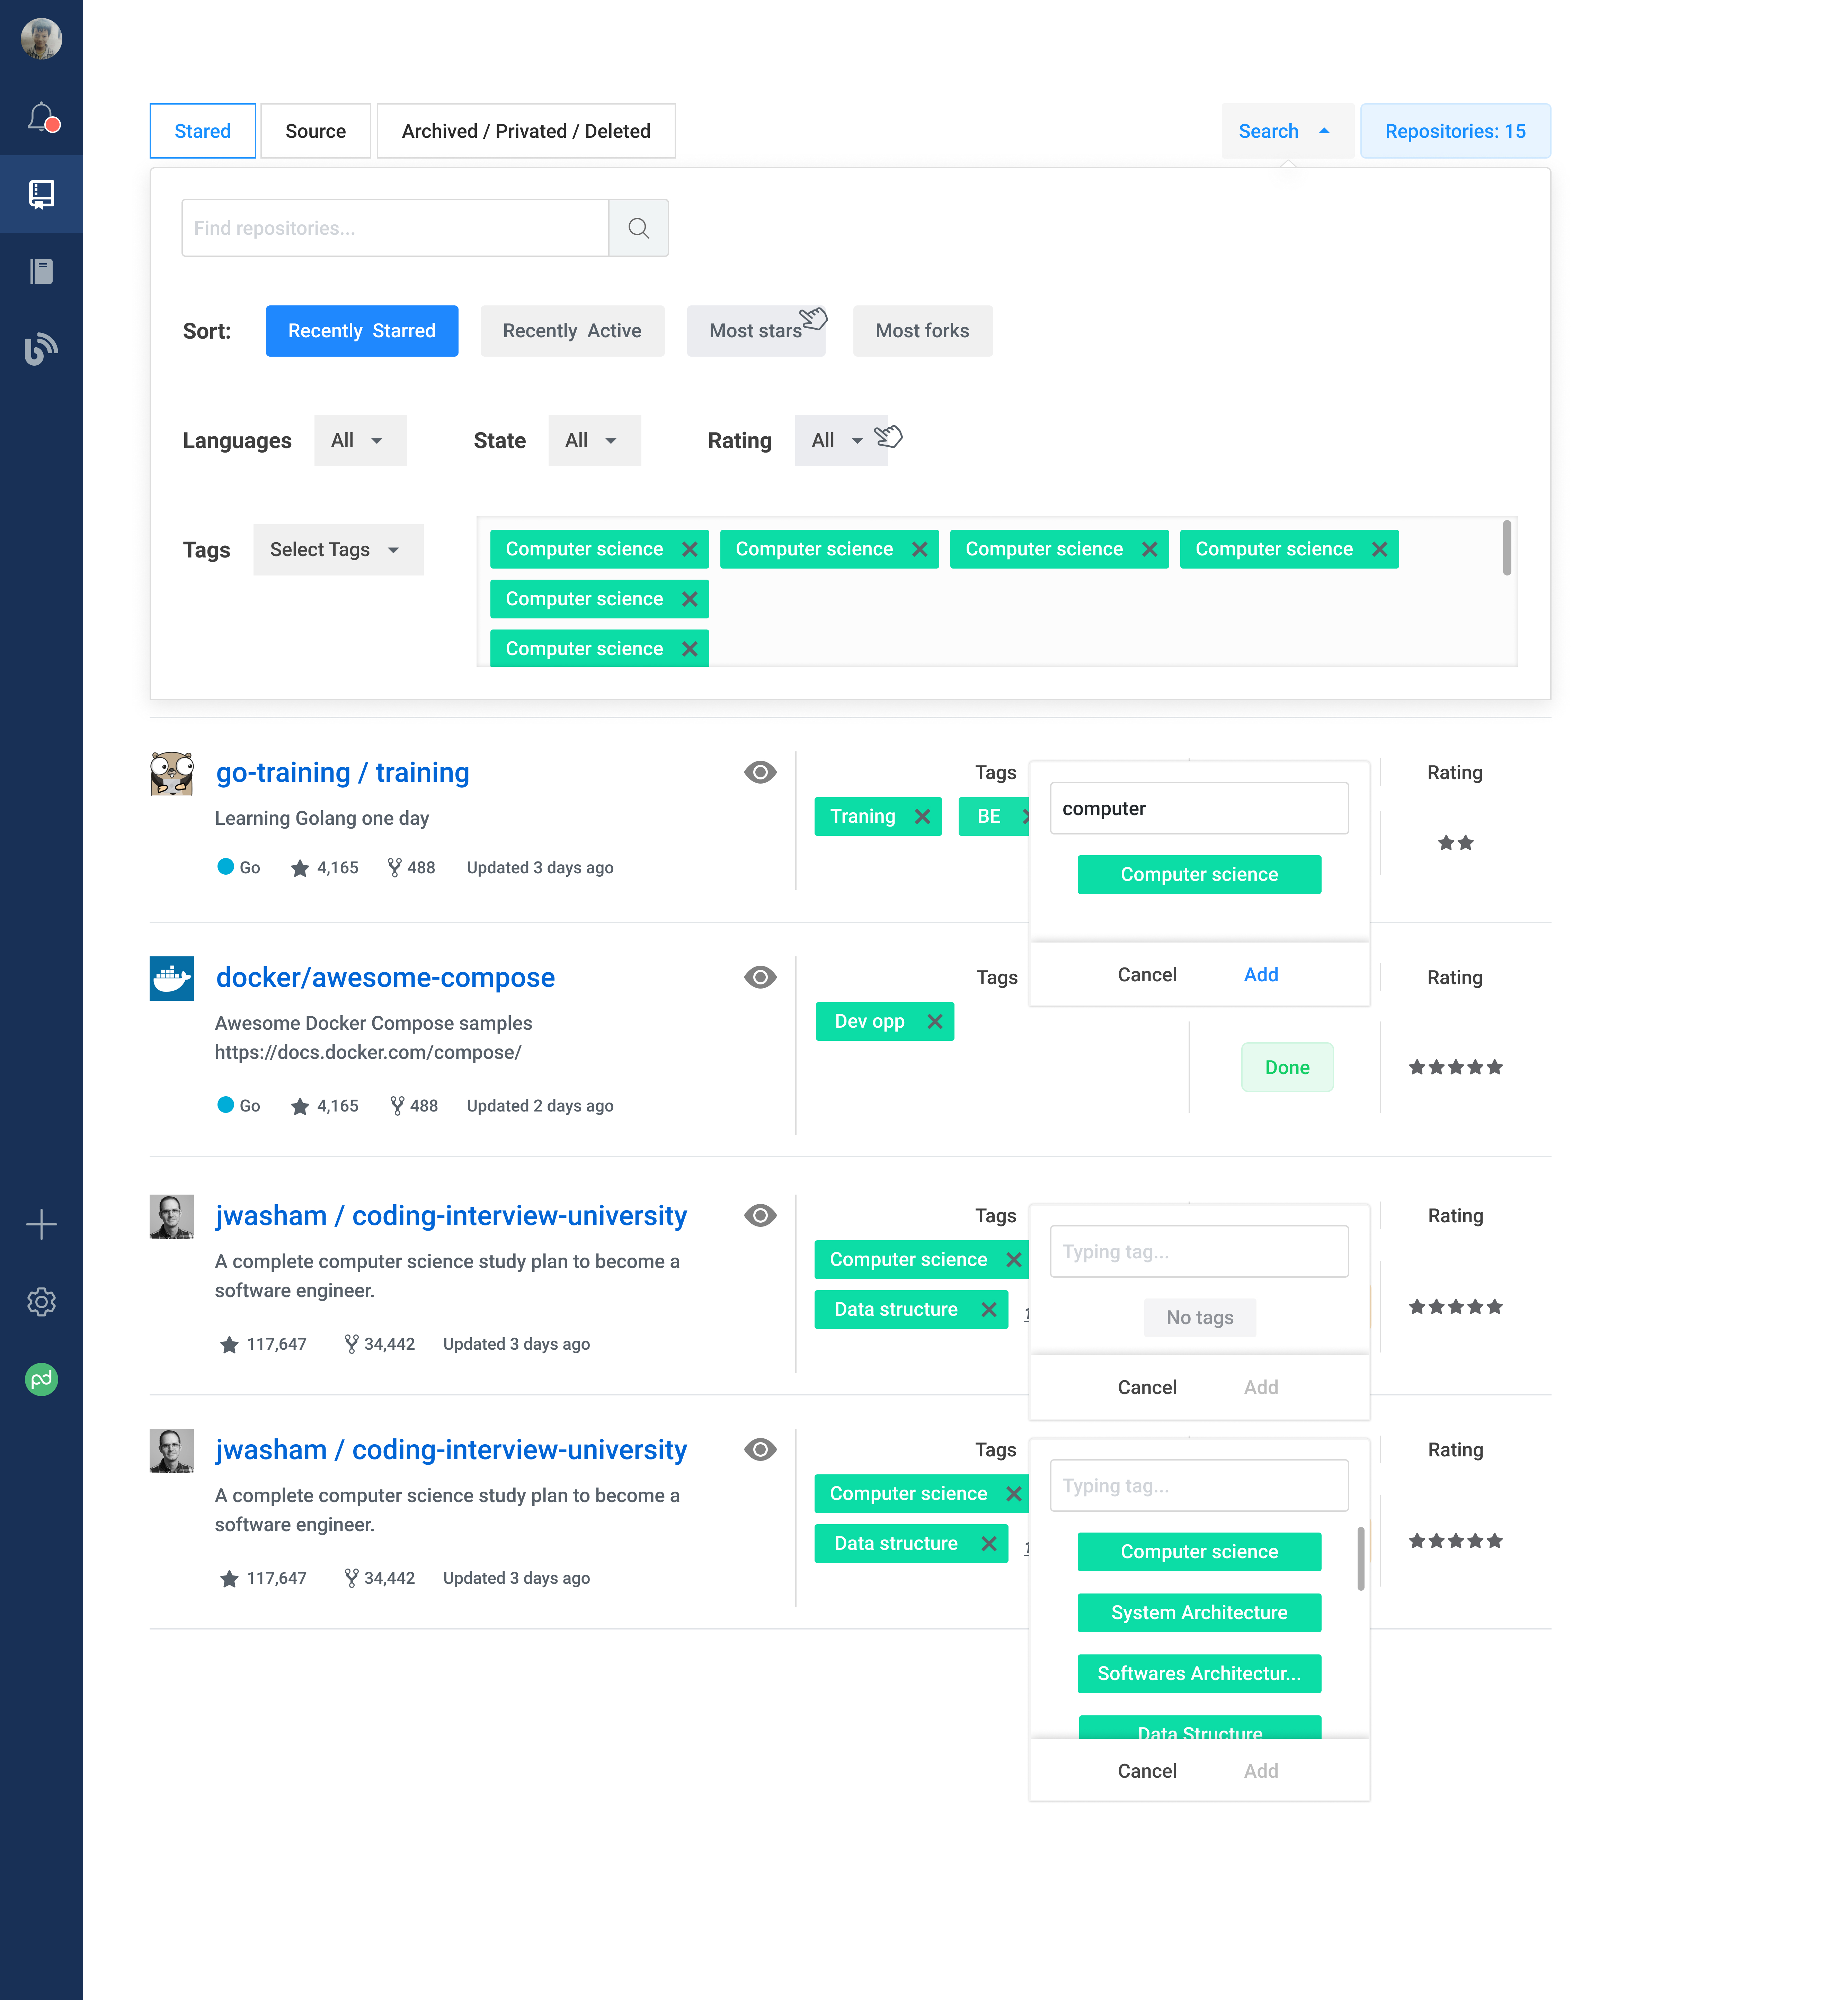 Stared
Source
Archived / Privated / Deleted
Search
Repositories: 15
Find repositories...
Sort:
Recently Starred
Recently Active
Most stars
Most forks
Languages
All
State
All
Rating
All
Tags
Select Tags
Computer science
Computer science
Computer science
Computer science
Computer science
Computer science
go-training / training
Learning Golang one day
Go
4,165
488
Updated 3 days ago
Tags
Traning
BE
computer
Computer science
Cancel
Add
Rating
docker/awesome-compose
Awesome Docker Compose samples
https://docs.docker.com/compose/
Go
4,165
488
Updated 2 days ago
Tags
Dev opp
Done
Rating
jwasham / coding-interview-university
A complete computer science study plan to become a
software engineer.
117,647
34,442
Updated 3 days ago
Tags
Computer science
Data structure
Typing tag...
No tags
Cancel
Add
Rating
jwasham / coding-interview-university
A complete computer science study plan to become a
software engineer.
117,647
34,442
Updated 3 days ago
Tags
Computer science
Data structure
Typing tag...
Computer science
System Architecture
Softwares Architectur...
Data Structure
Cancel
Add
Rating
pd